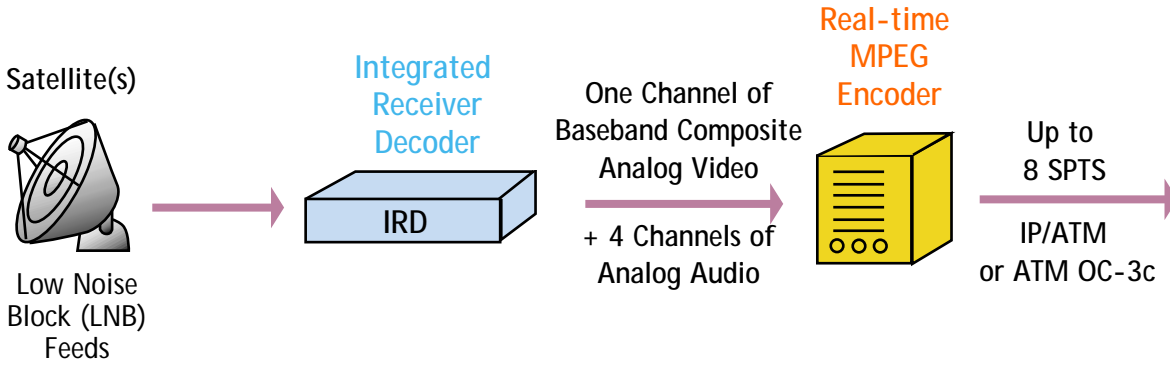 Satellite(s)
Low Noise
Block (LNB)
Feeds
Integrated
Receiver
Decoder
IRD
One Channel of
Baseband Composite
Analog Video
+ 4 Channels of
Analog Audio
Real-time
MPEG
Encoder
Up to
8 SPTS
IP/ATM
or ATM OC-3c